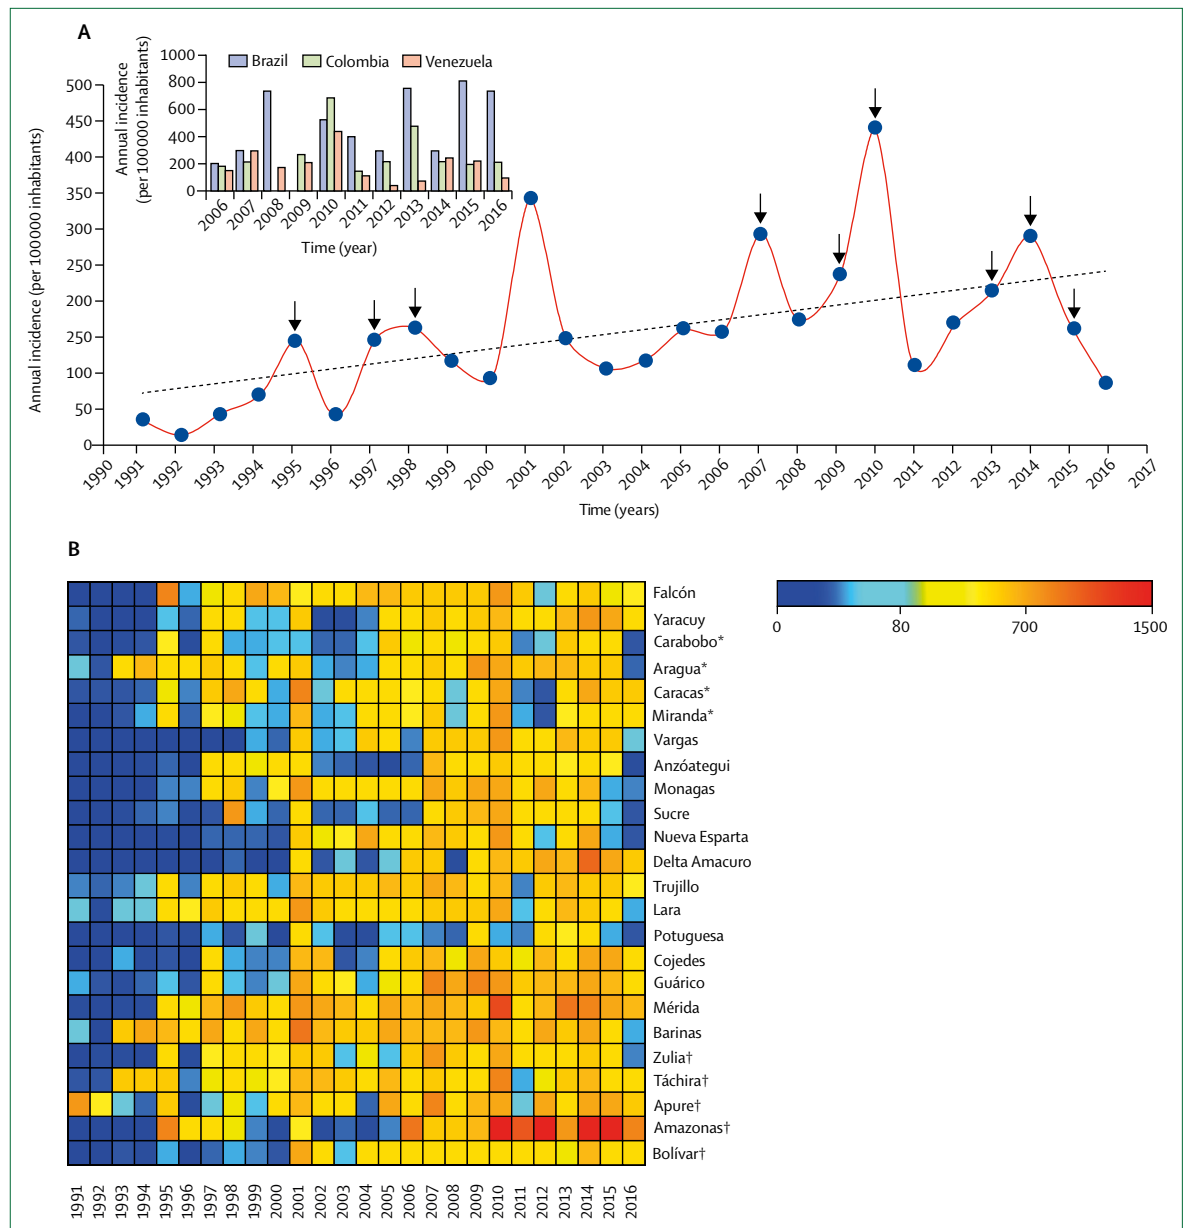 A
Annual incidence
(per 100 000 inhabitants)
1000
800
600
400
200
0
Brazil
Colombia
Venezuela
2006
2007
2008
2009
2010
2011
2012
2013
2014
2015
2016
Time (year)
Annual incidence (per 100 000 inhabitants)
500
450
400
350
300
250
200
150
100
50
0
1990
1991
1992
1993
1994
1995
1996
1997
1998
1999
2000
2001
2002
2003
2004
2005
2006
2007
2008
2009
2010
2011
2012
2013
2014
2015
2016
2017
Time (years)
B
Falcón
Yaracuy
Carabobo*
Aragua*
Caracas*
Miranda*
Vargas
Anzóategui
Monagas
Sucre
Nueva Esparta
Delta Amacuro
Trujillo
Lara
Potuguesa
Cojedes
Guárico
Mérida
Barinas
Zulia†
Táchira†
Apure†
Amazonas†
Bolívar†
0
80
700
1500
1991
1992
1993
1994
1995
1996
1997
1998
1999
2000
2001
2002
2003
2004
2005
2006
2007
2008
2009
2010
2011
2012
2013
2014
2015
2016